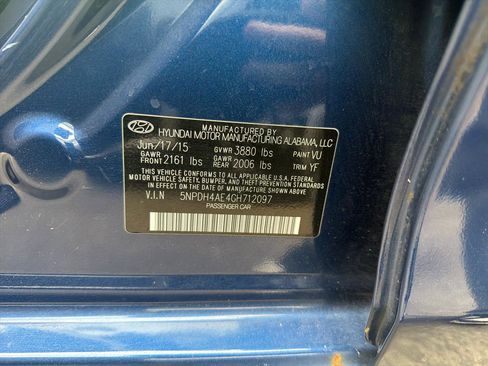 MANUFACTURED BY
HYUNDAI MOTOR MANUFACTURING ALABAMA, LLC
Jun/17/15 GVWR 3880 lbs PAINT VU
GAWR FRONT 2161 lbs GAWR REAR 2006 lbs TRIM YF
THIS VEHICLE CONFORMS TO ALL APPLICABLE U.S.A FEDERAL
MOTOR VEHICLE SAFETY, BUMPER, AND THEFT PREVENTION STANDARDS
IN EFFECT ON THE DATE OF MANUFACTURE SHOWN ABOVE.
V.I.N 5NPDH4AE4GH712097
PASSENGER CAR